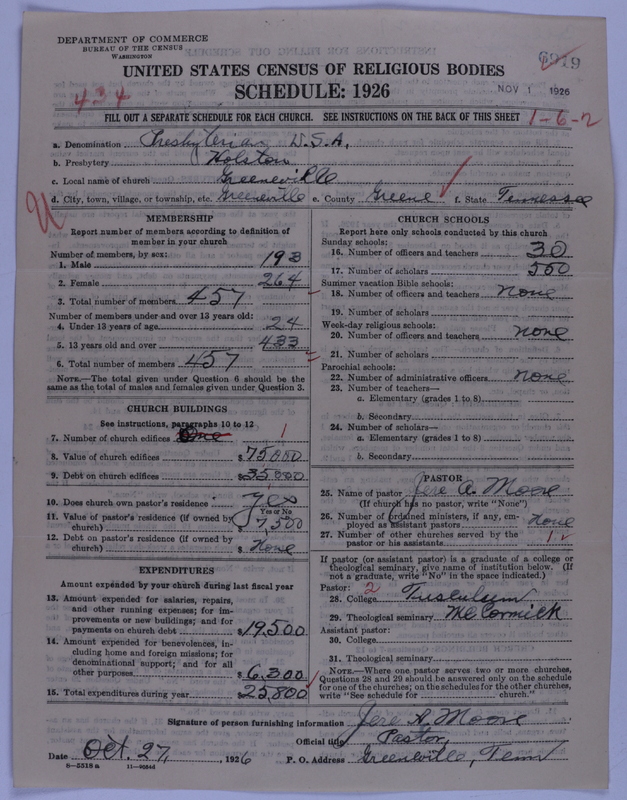 DEPARTMENT OF COMMERCE
BUREAU OF THE CENSUS
WASHINGTON
6919
UNITED STATES CENSUS OF RELIGIOUS BODIES
SCHEDULE: 1926
NOV 1 1926
434
FILL OUT A SEPARATE SCHEDULE FOR EACH CHURCH. SEE INSTRUCTIONS ON THE BACK OF THIS SHEET
1-6-2
a. Denomination Presbyterian U.S.A.
b. Presbytery Holston
c. Local name of church Greeneville
d. City, town, village, or township, etc. Greeneville e. County Greene f. State Tennessee
MEMBERSHIP
Report number of members according to definition of
member in your church
Number of members, by sex:
1. Male 193
2. Female 264
3. Total number of members 457
Number of members under and over 13 years old:
4. Under 13 years of age 24
5. 13 years old and over 433
6. Total number of members 457
NOTE.—The total given under Question 6 should be the
same as the total of males and females given under Question 3.
CHURCH BUILDINGS
See instructions, paragraphs 10 to 12
7. Number of church edifices One 1
8. Value of church edifices $75000
9. Debt on church edifices $35000
10. Does church own pastor's residence Yes
Yes or No
11. Value of pastor's residence (if owned by
church) $7,500
12. Debt on pastor's residence (if owned by
church) $ None
EXPENDITURES
Amount expended by your church during last fiscal year
13. Amount expended for salaries, repairs,
and other running expenses; for im-
provements or new buildings; and for
payments on church debt $19,500
14. Amount expended for benevolences, in-
cluding home and foreign missions; for
denominational support; and for all
other purposes $6,300
15. Total expenditures during year $25,800
CHURCH SCHOOLS
Report here only schools conducted by this church
Sunday schools:
16. Number of officers and teachers 30
17. Number of scholars 550
Summer vacation Bible schools:
18. Number of officers and teachers none
19. Number of scholars
Week-day religious schools:
20. Number of officers and teachers none
21. Number of scholars
Parochial schools:
22. Number of administrative officers none
23. Number of teachers—
a. Elementary (grades 1 to 8)
b. Secondary
24. Number of scholars—
a. Elementary (grades 1 to 8)
b. Secondary
PASTOR
25. Name of pastor Jere A. Moore
(If church has no pastor, write "None")
26. Number of ordained ministers, if any, em-
ployed as assistant pastors None
27. Number of other churches served by the
pastor or his assistants 1
If pastor (or assistant pastor) is a graduate of a college or
theological seminary, give name of institution below. (If
not a graduate, write "No" in the space indicated.)
Pastor: 2
28. College Tusculum
29. Theological seminary McCormick
Assistant pastor:
30. College
31. Theological seminary
NOTE.—Where one pastor serves two or more churches,
Questions 28 and 29 should be answered only on the schedule
for one of the churches; on the schedules for the other churches,
write "See schedule for church."
Signature of person furnishing information Jere A. Moore
Official title Pastor
Date Oct. 27, 1926 P. O. Address Greeneville, Tenn
8-5518 a